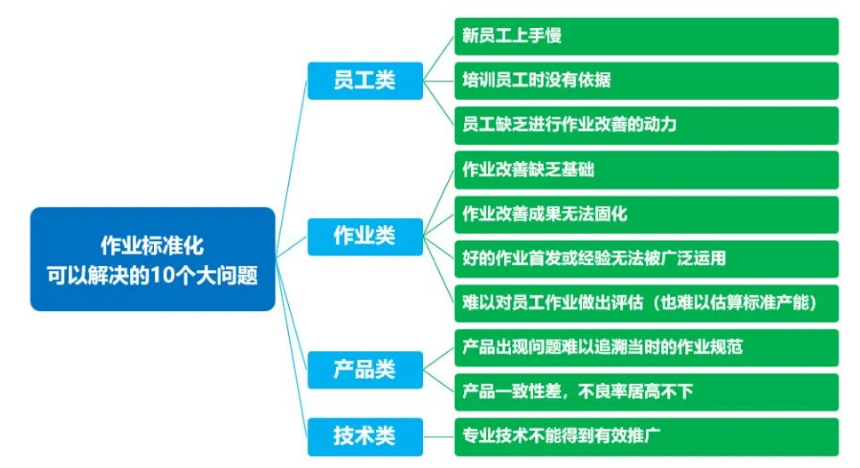 作业标准化
可以解决的10个大问题
员工类
新员工上手慢
培训员工时没有依据
员工缺乏进行作业改善的动力
作业类
作业改善缺乏基础
作业改善成果无法固化
好的作业首发或经验无法被广泛运用
难以对员工作业做出评估（也难以估算标准产能）
产品类
产品出现问题难以追溯当时的作业规范
产品一致性差，不良率居高不下
技术类
专业技术不能得到有效推广